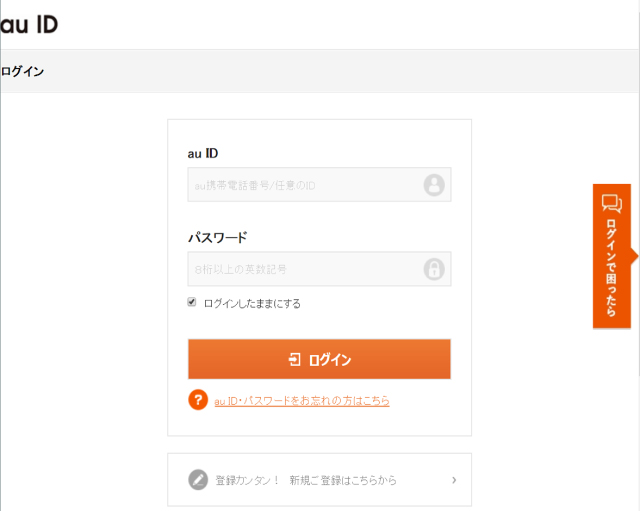 au ID
ログイン
au ID
au携帯電話番号/任意のID
パスワード
8桁以上の英数記号
ログインしたままにする
ログイン
? au ID・パスワードをお忘れの方はこちら
登録カンタン！ 新規ご登録はこちらから
ログインで困ったら